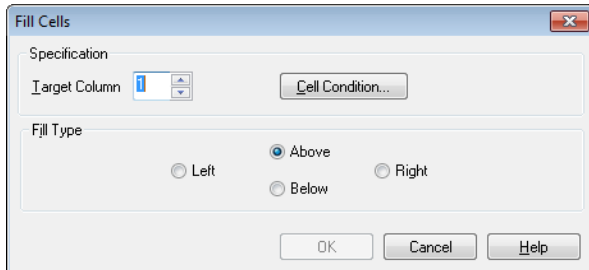 Fill Cells
Specification
Target Column 1 Cell Condition...
Fill Type
Above
Left Right
Below
OK Cancel Help